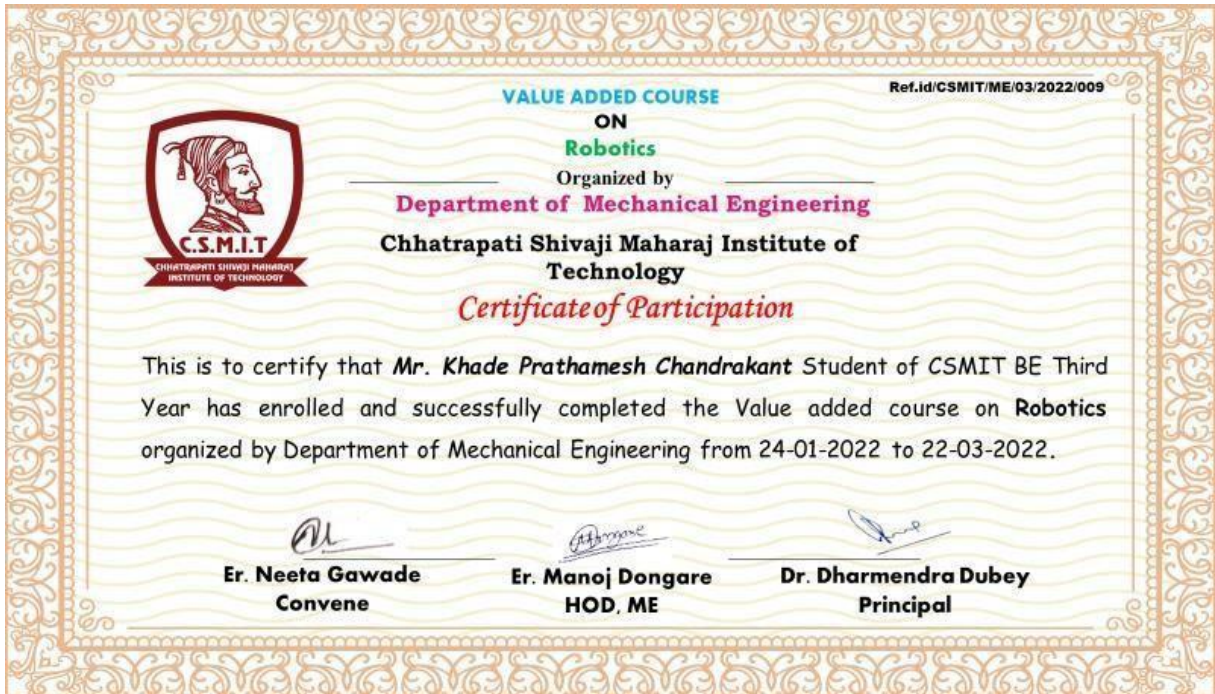 Ref.id/CSMIT/ME/03/2022/009
VALUE ADDED COURSE
ON
Robotics
Organized by
Department of Mechanical Engineering
Chhatrapati Shivaji Maharaj Institute of
Technology
Certificate of Participation
C.S.M.I.T
CHHATRAPATI SHIVAJI MAHARAJ
INSTITUTE OF TECHNOLOGY
This is to certify that Mr. Khade Prathamesh Chandrakant Student of CSMIT BE Third
Year has enrolled and successfully completed the Value added course on Robotics
organized by Department of Mechanical Engineering from 24-01-2022 to 22-03-2022.
Er. Neeta Gawade
Convene
Er. Manoj Dongare
HOD, ME
Dr. Dharmendra Dubey
Principal